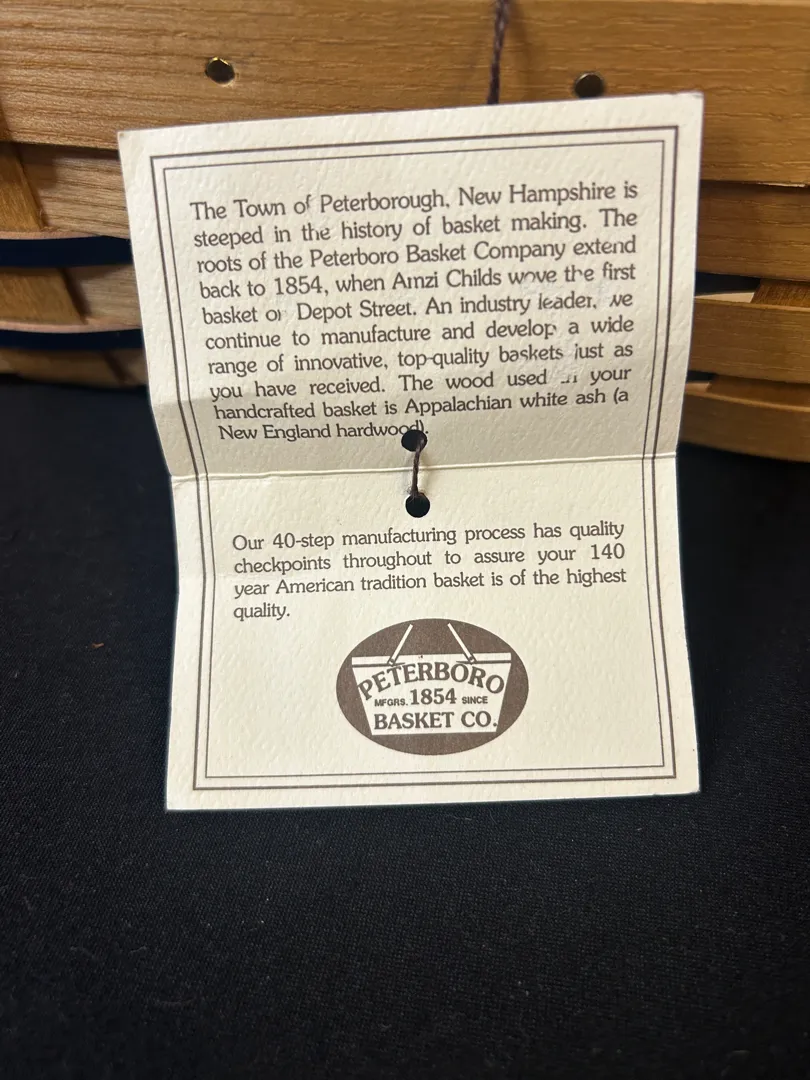 The Town of Peterborough, New Hampshire is
steeped in the history of basket making. The
roots of the Peterboro Basket Company extend
back to 1854, when Amzi Childs wove the first
basket on Depot Street. An industry leader, we
continue to manufacture and develop a wide
range of innovative, top-quality baskets just as
you have received. The wood used in your
handcrafted basket is Appalachian white ash (a
New England hardwood).
Our 40-step manufacturing process has quality
checkpoints throughout to assure your 140
year American tradition basket is of the highest
quality.
PETERBORO
MFGRS. 1854 SINCE
BASKET CO.